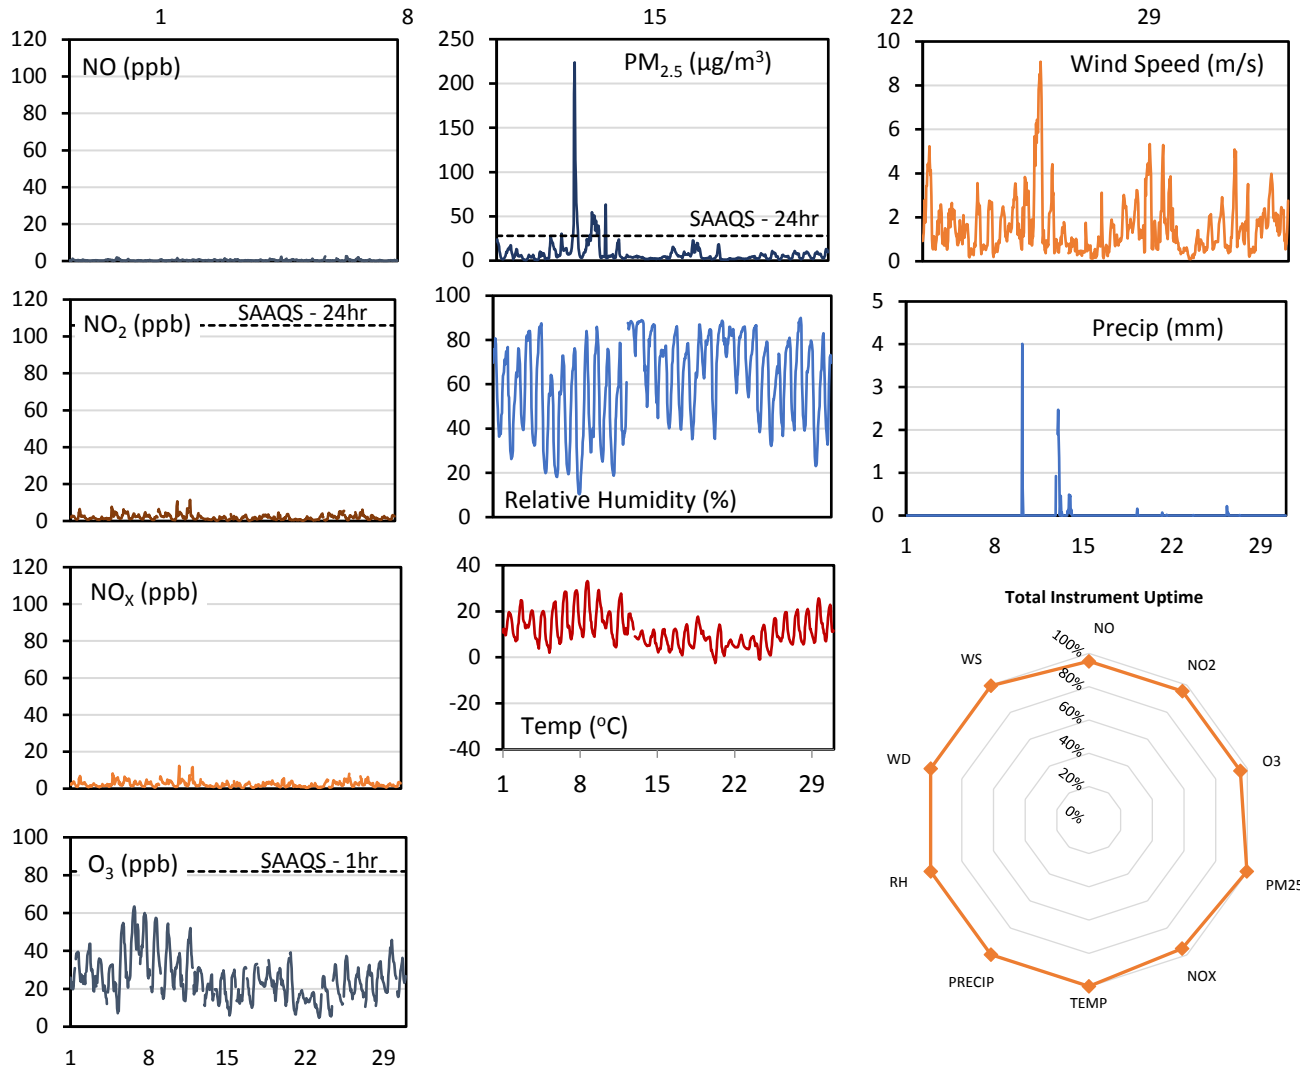 1 8 15 22 29
120
100
80
60
40
20
0
NO (ppb)
250
200
150
100
50
0
PM2.5 (µg/m³)
SAAQS - 24hr
10
8
6
4
2
0
Wind Speed (m/s)
120
100
80
60
40
20
0
SAAQS - 24hr
NO2 (ppb)
100
80
60
40
20
0
Relative Humidity (%)
5
4
3
2
1
0
Precip (mm)
1 8 15 22 29
120
100
80
60
40
20
0
NOX (ppb)
40
20
0
-20
-40
Temp (oC)
1 8 15 22 29
100
80
60
40
20
0
O3 (ppb)
SAAQS - 1hr
1 8 15 22 29
Total Instrument Uptime
NO
NO2
O3
PM25
NOX
TEMP
PRECIP
RH
WD
WS
100%
80%
60%
40%
20%
0%